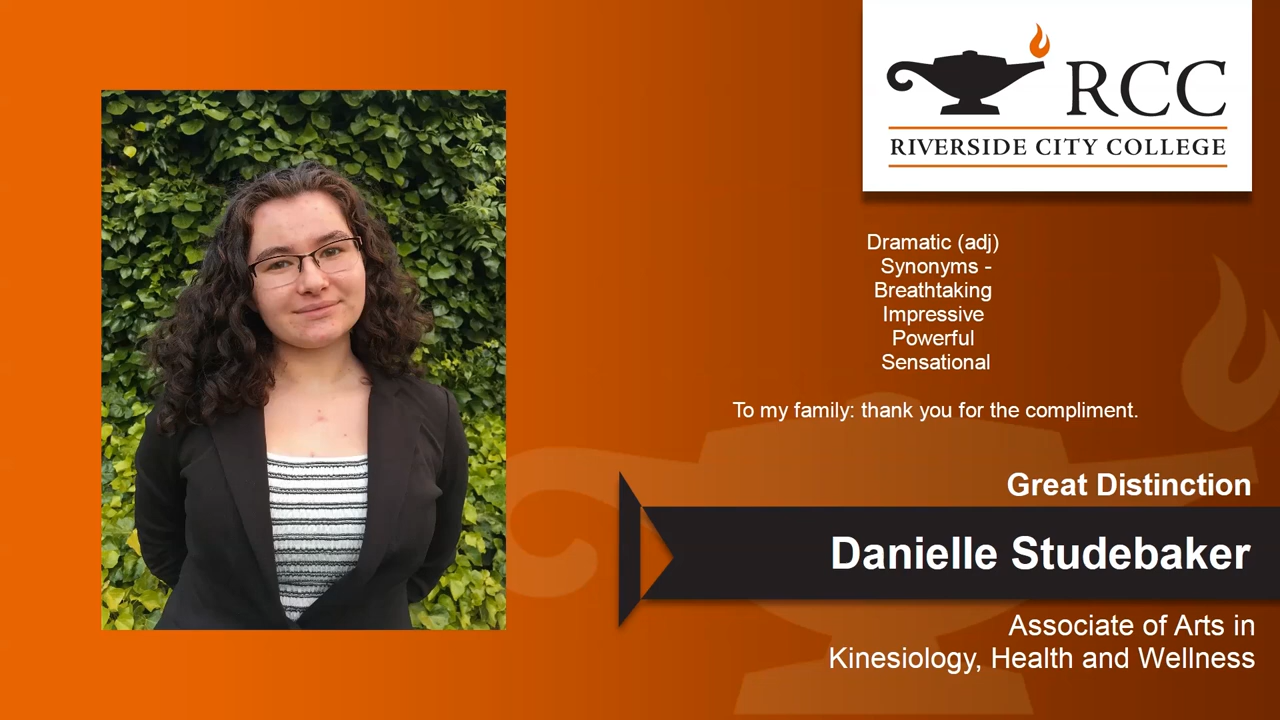 RCC
RIVERSIDE CITY COLLEGE
Dramatic (adj)
Synonyms -
Breathtaking
Impressive
Powerful
Sensational
To my family: thank you for the compliment.
Great Distinction
Danielle Studebaker
Associate of Arts in
Kinesiology, Health and Wellness